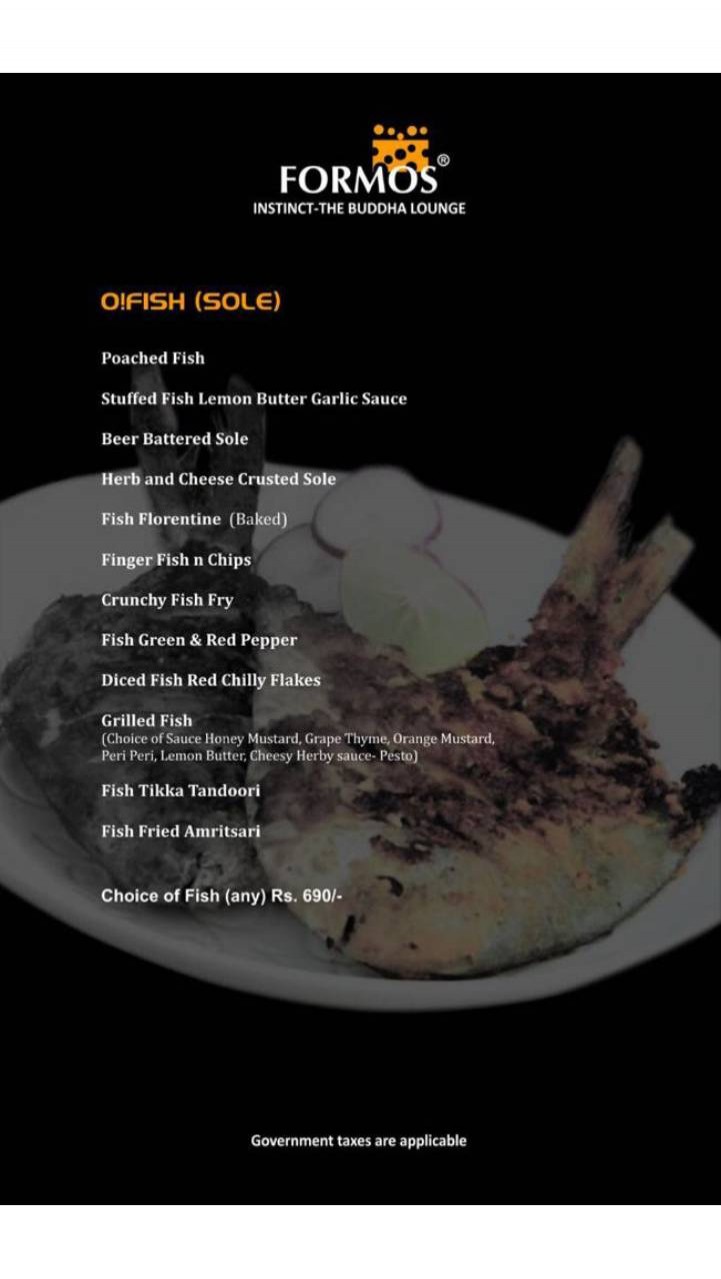 FORMOS®
INSTINCT-THE BUDDHA LOUNGE
O!FISH (SOLE)
Poached Fish
Stuffed Fish Lemon Butter Garlic Sauce
Beer Battered Sole
Herb and Cheese Crusted Sole
Fish Florentine (Baked)
Finger Fish n Chips
Crunchy Fish Fry
Fish Green & Red Pepper
Diced Fish Red Chilly Flakes
Grilled Fish
(Choice of Sauce Honey Mustard, Grape Thyme, Orange Mustard,
Peri Peri, Lemon Butter, Cheesy Herby sauce- Pesto)
Fish Tikka Tandoori
Fish Fried Amritsari
Choice of Fish (any) Rs. 690/-
Government taxes are applicable